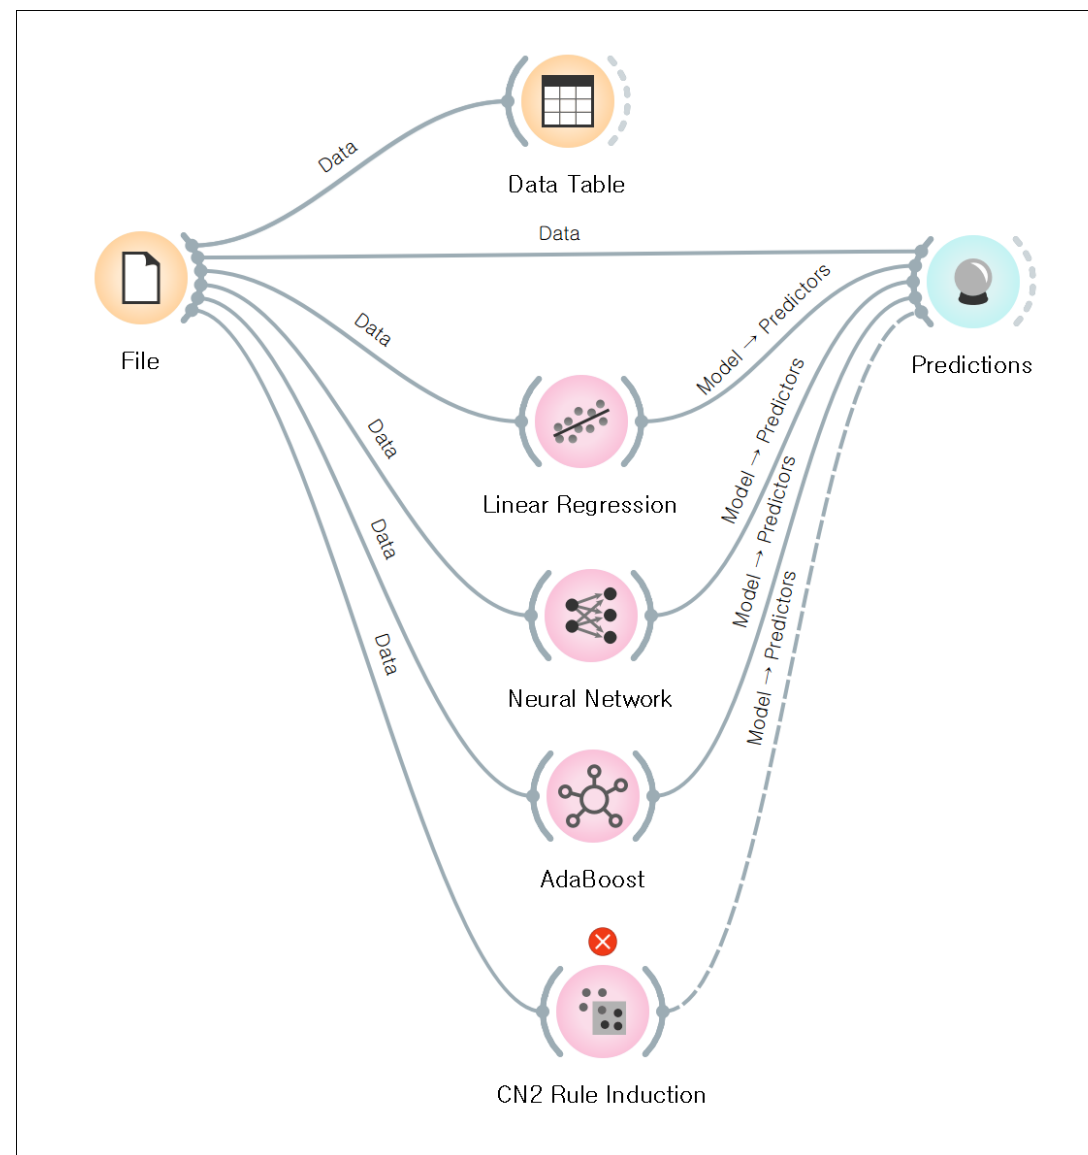 Data
Data Table
Data
File
Data
Model → Predictors
Predictions
Linear Regression
Data
Model → Predictors
Neural Network
Data
Model → Predictors
AdaBoost
Data
Model → Predictors
CN2 Rule Induction